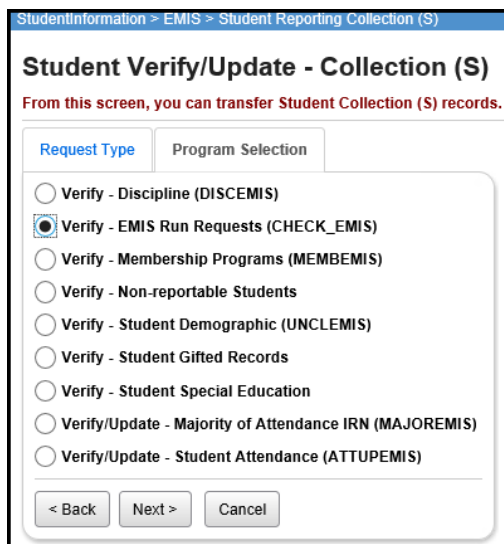 StudentInformation > EMIS > Student Reporting Collection (S)
Student Verify/Update - Collection (S)
From this screen, you can transfer Student Collection (S) records.
Request Type Program Selection
Verify - Discipline (DISCEMIS)
Verify - EMIS Run Requests (CHECK_EMIS)
Verify - Membership Programs (MEMBEMIS)
Verify - Non-reportable Students
Verify - Student Demographic (UNCLEMIS)
Verify - Student Gifted Records
Verify - Student Special Education
Verify/Update - Majority of Attendance IRN (MAJOREMIS)
Verify/Update - Student Attendance (ATTUPEMIS)
< Back Next > Cancel